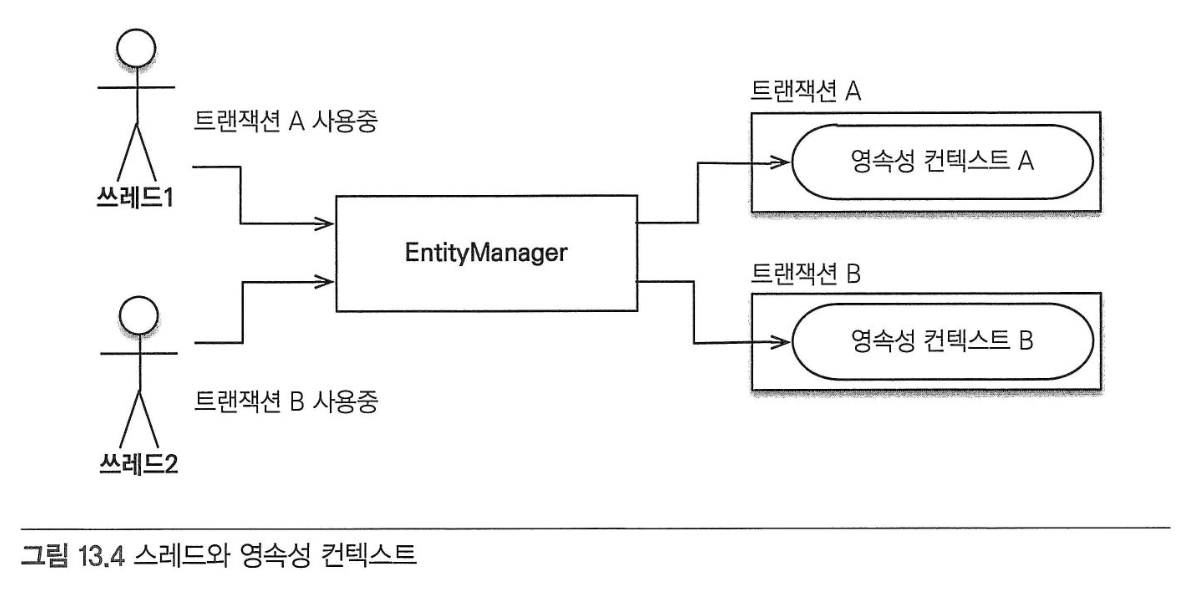 트랜잭션 A 사용중
쓰레드1
EntityManager
트랜잭션 A
영속성 컨텍스트 A
트랜잭션 B
영속성 컨텍스트 B
트랜잭션 B 사용중
쓰레드2
그림 13.4 스레드와 영속성 컨텍스트